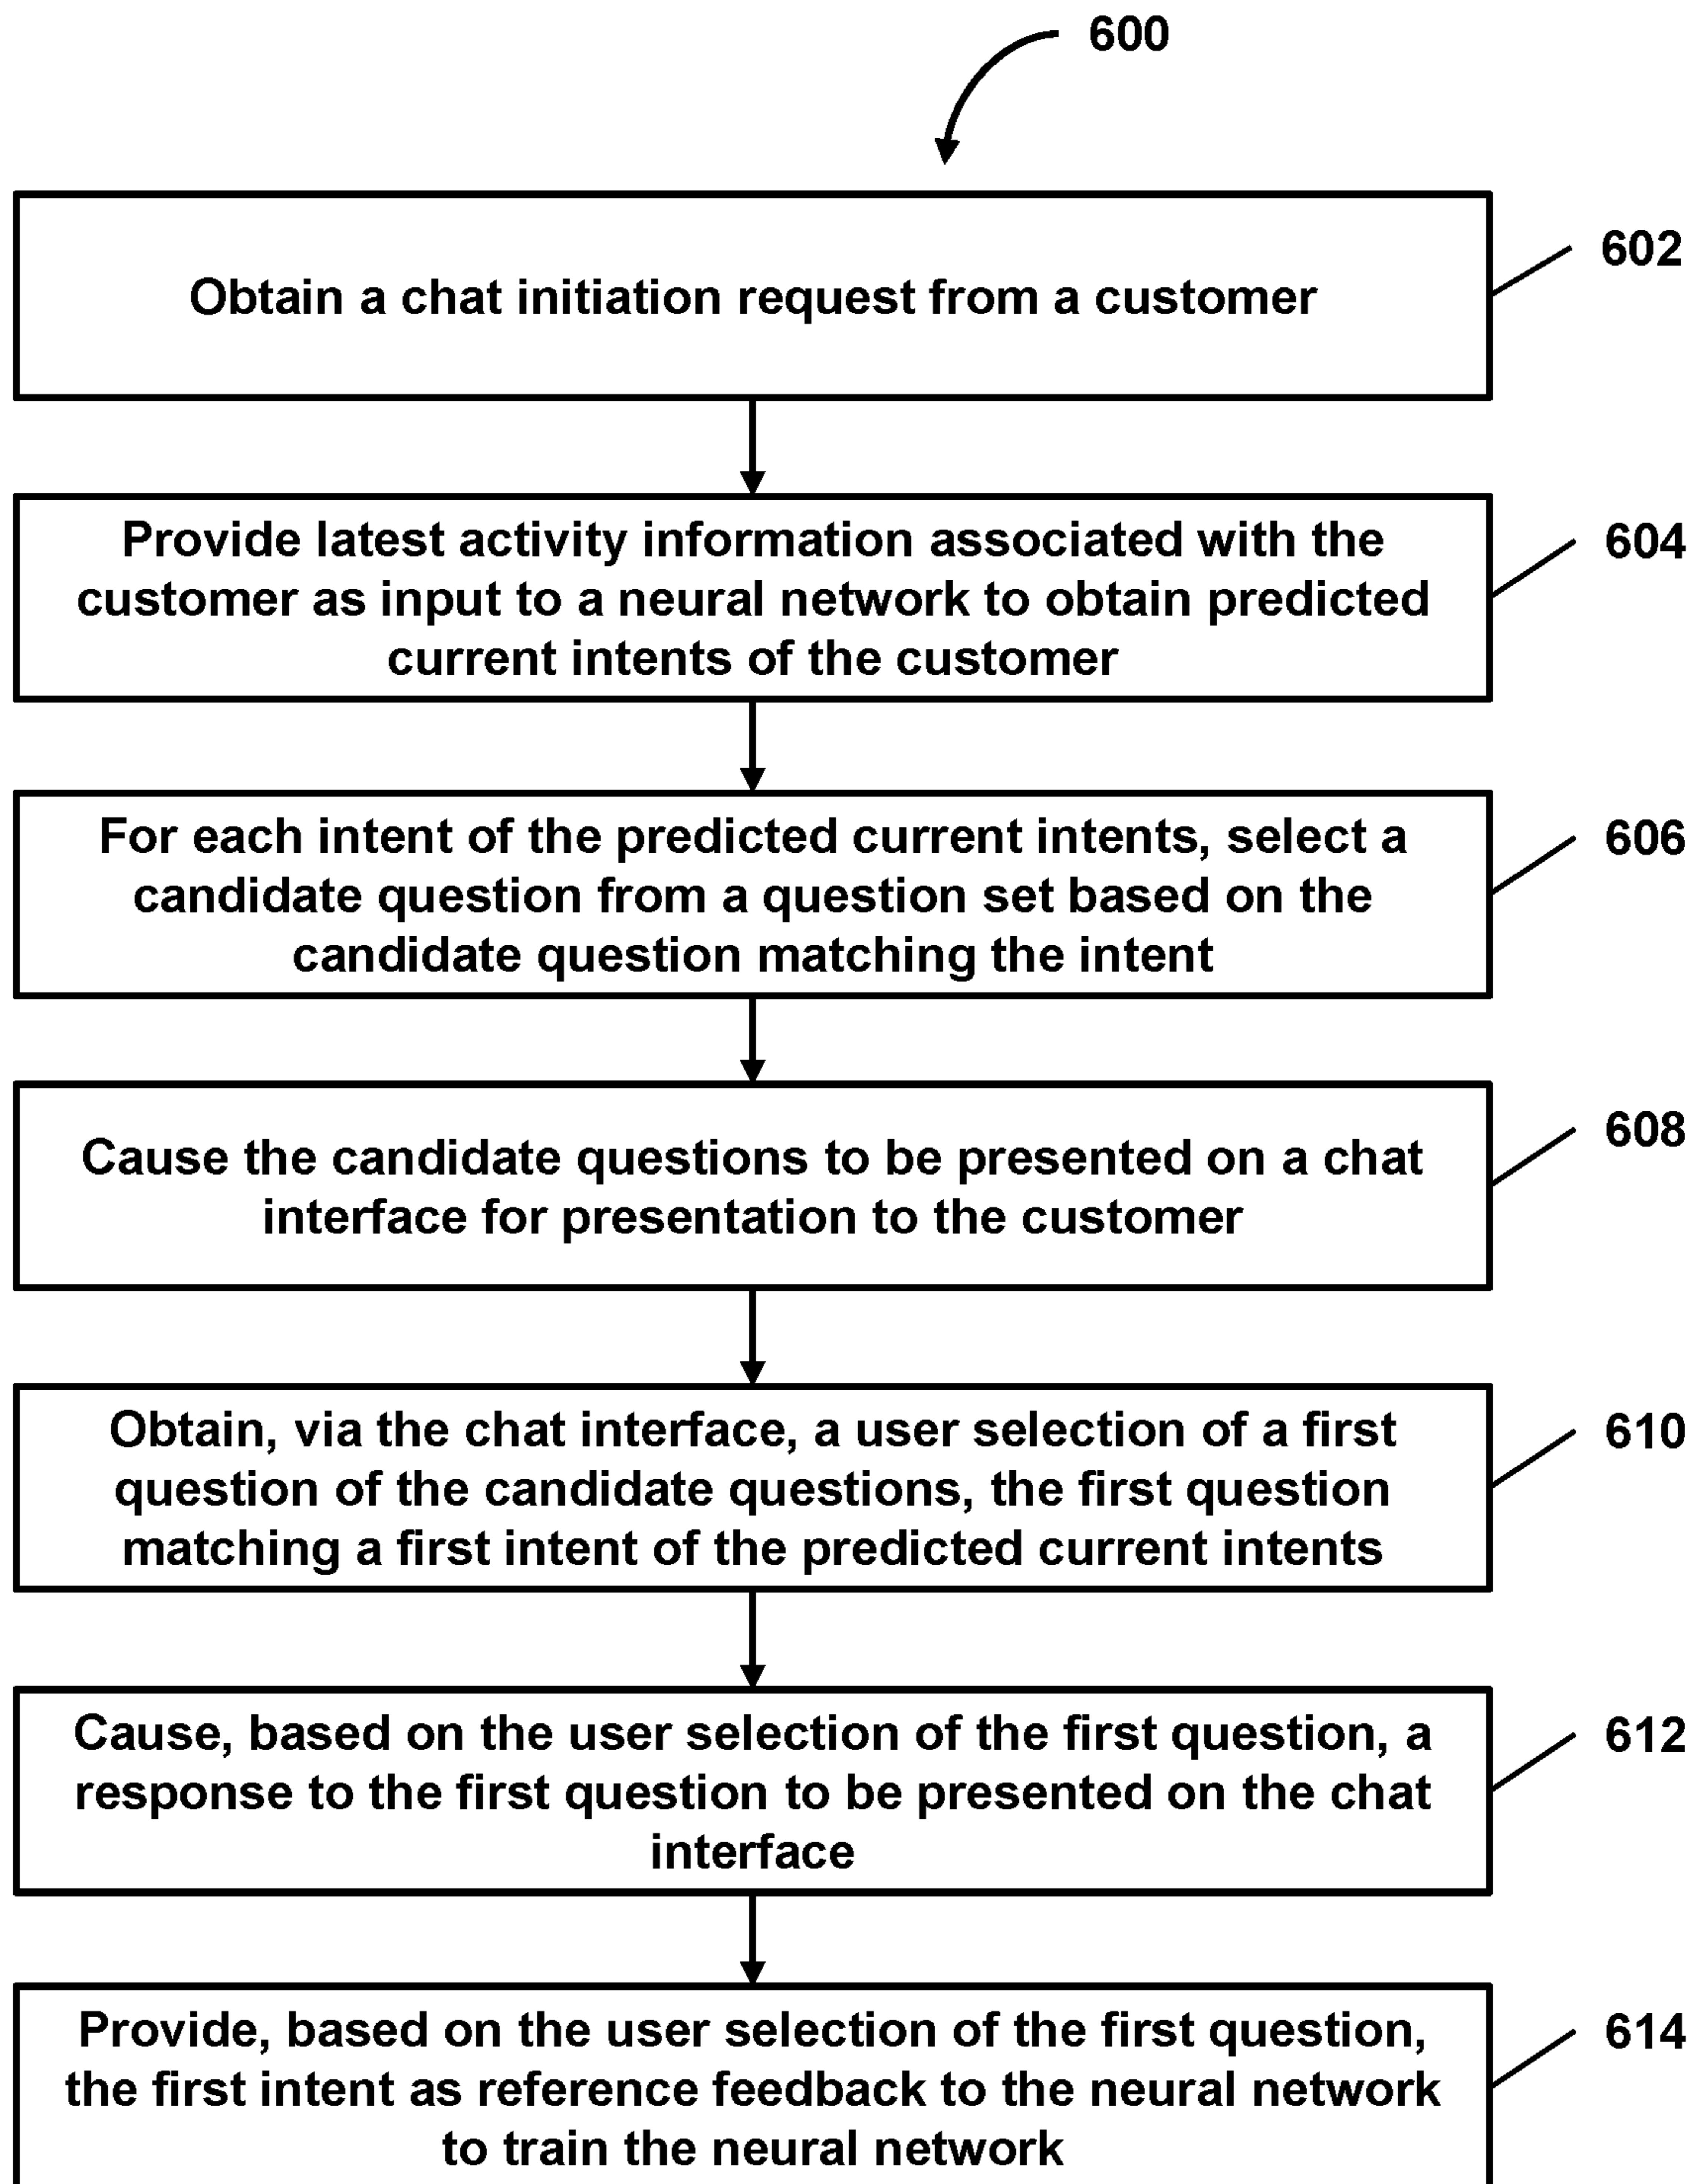 600
Obtain a chat initiation request from a customer
602
Provide latest activity information associated with the
customer as input to a neural network to obtain predicted
current intents of the customer
604
For each intent of the predicted current intents, select a
candidate question from a question set based on the
candidate question matching the intent
606
Cause the candidate questions to be presented on a chat
interface for presentation to the customer
608
Obtain, via the chat interface, a user selection of a first
question of the candidate questions, the first question
matching a first intent of the predicted current intents
610
Cause, based on the user selection of the first question, a
response to the first question to be presented on the chat
interface
612
Provide, based on the user selection of the first question,
the first intent as reference feedback to the neural network
to train the neural network
614